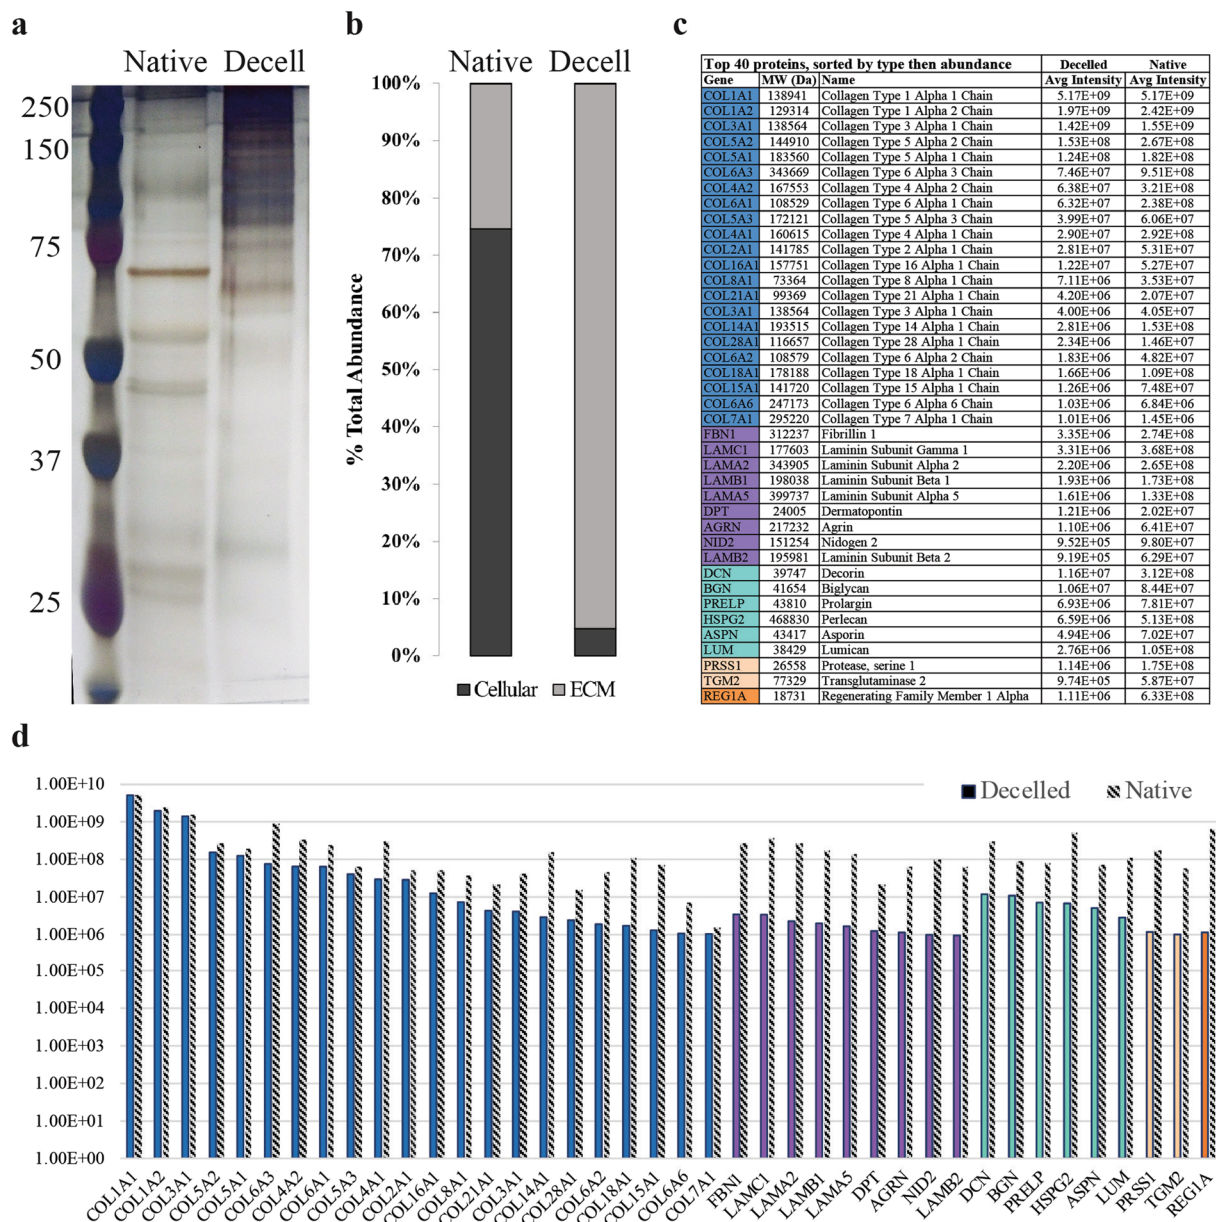 a
b
c
Native Decell
250
150
75
50
37
25
Native Decell
100%
90%
80%
70%
60%
50%
40%
30%
20%
10%
0%
% Total Abundance
Cellular ECM
Top 40 proteins, sorted by type then abundance Decelled Native
Gene MW (Da) Name Avg Intensity Avg Intensity
COL1A1 138941 Collagen Type 1 Alpha 1 Chain 5.17E+09 5.17E+09
COL1A2 129314 Collagen Type 1 Alpha 2 Chain 1.97E+09 2.42E+09
COL3A1 138564 Collagen Type 3 Alpha 1 Chain 1.42E+09 1.55E+09
COL5A2 144910 Collagen Type 5 Alpha 2 Chain 1.53E+08 2.67E+08
COL5A1 183560 Collagen Type 5 Alpha 1 Chain 1.24E+08 1.82E+08
COL6A3 343669 Collagen Type 6 Alpha 3 Chain 7.46E+07 9.51E+08
COL4A2 167553 Collagen Type 4 Alpha 2 Chain 6.38E+07 3.21E+08
COL6A1 108529 Collagen Type 6 Alpha 1 Chain 6.32E+07 2.38E+08
COL5A3 172121 Collagen Type 5 Alpha 3 Chain 3.99E+07 6.06E+07
COL4A1 160615 Collagen Type 4 Alpha 1 Chain 2.90E+07 2.92E+08
COL2A1 141785 Collagen Type 2 Alpha 1 Chain 2.81E+07 5.31E+07
COL16A1 157751 Collagen Type 16 Alpha 1 Chain 1.22E+07 5.27E+07
COL8A1 73364 Collagen Type 8 Alpha 1 Chain 7.11E+06 3.53E+07
COL21A1 99369 Collagen Type 21 Alpha 1 Chain 4.20E+06 2.07E+07
COL3A1 138564 Collagen Type 3 Alpha 1 Chain 4.00E+06 4.05E+07
COL14A1 193515 Collagen Type 14 Alpha 1 Chain 2.81E+06 1.53E+08
COL28A1 116657 Collagen Type 28 Alpha 1 Chain 2.34E+06 1.46E+07
COL6A2 108579 Collagen Type 6 Alpha 2 Chain 1.83E+06 4.82E+07
COL18A1 178188 Collagen Type 18 Alpha 1 Chain 1.66E+06 1.09E+08
COL15A1 141720 Collagen Type 15 Alpha 1 Chain 1.26E+06 7.48E+07
COL6A6 247173 Collagen Type 6 Alpha 6 Chain 1.03E+06 6.84E+06
COL7A1 295220 Collagen Type 7 Alpha 1 Chain 1.01E+06 1.45E+06
FBN1 312237 Fibrillin 1 3.35E+06 2.74E+08
LAMC1 177603 Laminin Subunit Gamma 1 3.31E+06 3.68E+08
LAMA2 343905 Laminin Subunit Alpha 2 2.20E+06 2.65E+08
LAMB1 198038 Laminin Subunit Beta 1 1.93E+06 1.73E+08
LAMA5 399737 Laminin Subunit Alpha 5 1.61E+06 1.33E+08
DPT 24005 Dermatopontin 1.21E+06 2.02E+07
AGRN 217232 Agrin 1.10E+06 6.41E+07
NID2 151254 Nidogen 2 9.52E+05 9.80E+07
LAMB2 195981 Laminin Subunit Beta 2 9.19E+05 6.29E+07
DCN 39747 Decorin 1.16E+07 3.12E+08
BGN 41654 Biglycan 1.06E+07 8.44E+07
PRELP 43810 Prolargin 6.93E+06 7.81E+07
HSPG2 468830 Perlecan 6.59E+06 5.13E+08
ASPN 43417 Asporin 4.94E+06 7.02E+07
LUM 38429 Lumican 2.76E+06 1.05E+08
PRSS1 26558 Protease, serine 1 1.14E+06 1.75E+08
TGM2 77329 Transglutaminase 2 9.74E+05 5.87E+07
REG1A 18731 Regenerating Family Member 1 Alpha 1.11E+06 6.33E+08
d
Decelled Native
1.00E+10
1.00E+09
1.00E+08
1.00E+07
1.00E+06
1.00E+05
1.00E+04
1.00E+03
1.00E+02
1.00E+01
1.00E+00
COL1A1 COL1A2 COL3A1 COL5A2 COL5A1 COL6A3 COL4A2 COL6A1 COL5A3 COL4A1 COL2A1 COL16A1 COL8A1 COL21A1 COL3A1 COL14A1 COL28A1 COL6A2 COL18A1 COL15A1 COL6A6 COL7A1 FBN1 LAMC1 LAMA2 LAMB1 LAMA5 DPT AGRN NID2 LAMB2 DCN BGN PRELP HSPG2 ASPN LUM PRSS1 TGM2 REG1A